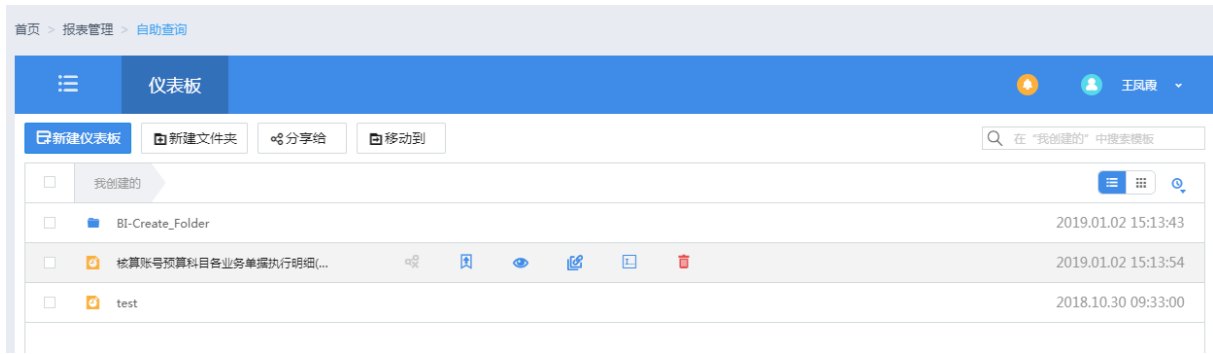 首页 > 报表管理 > 自助查询
仪表板
王凤霞
新建仪表板 新建文件夹 分享给 移动到
在 "我创建的" 中搜索模板
我创建的
BI-Create_Folder 2019.01.02 15:13:43
核算账号预算科目各业务单据执行明细(... 2019.01.02 15:13:54
test 2018.10.30 09:33:00